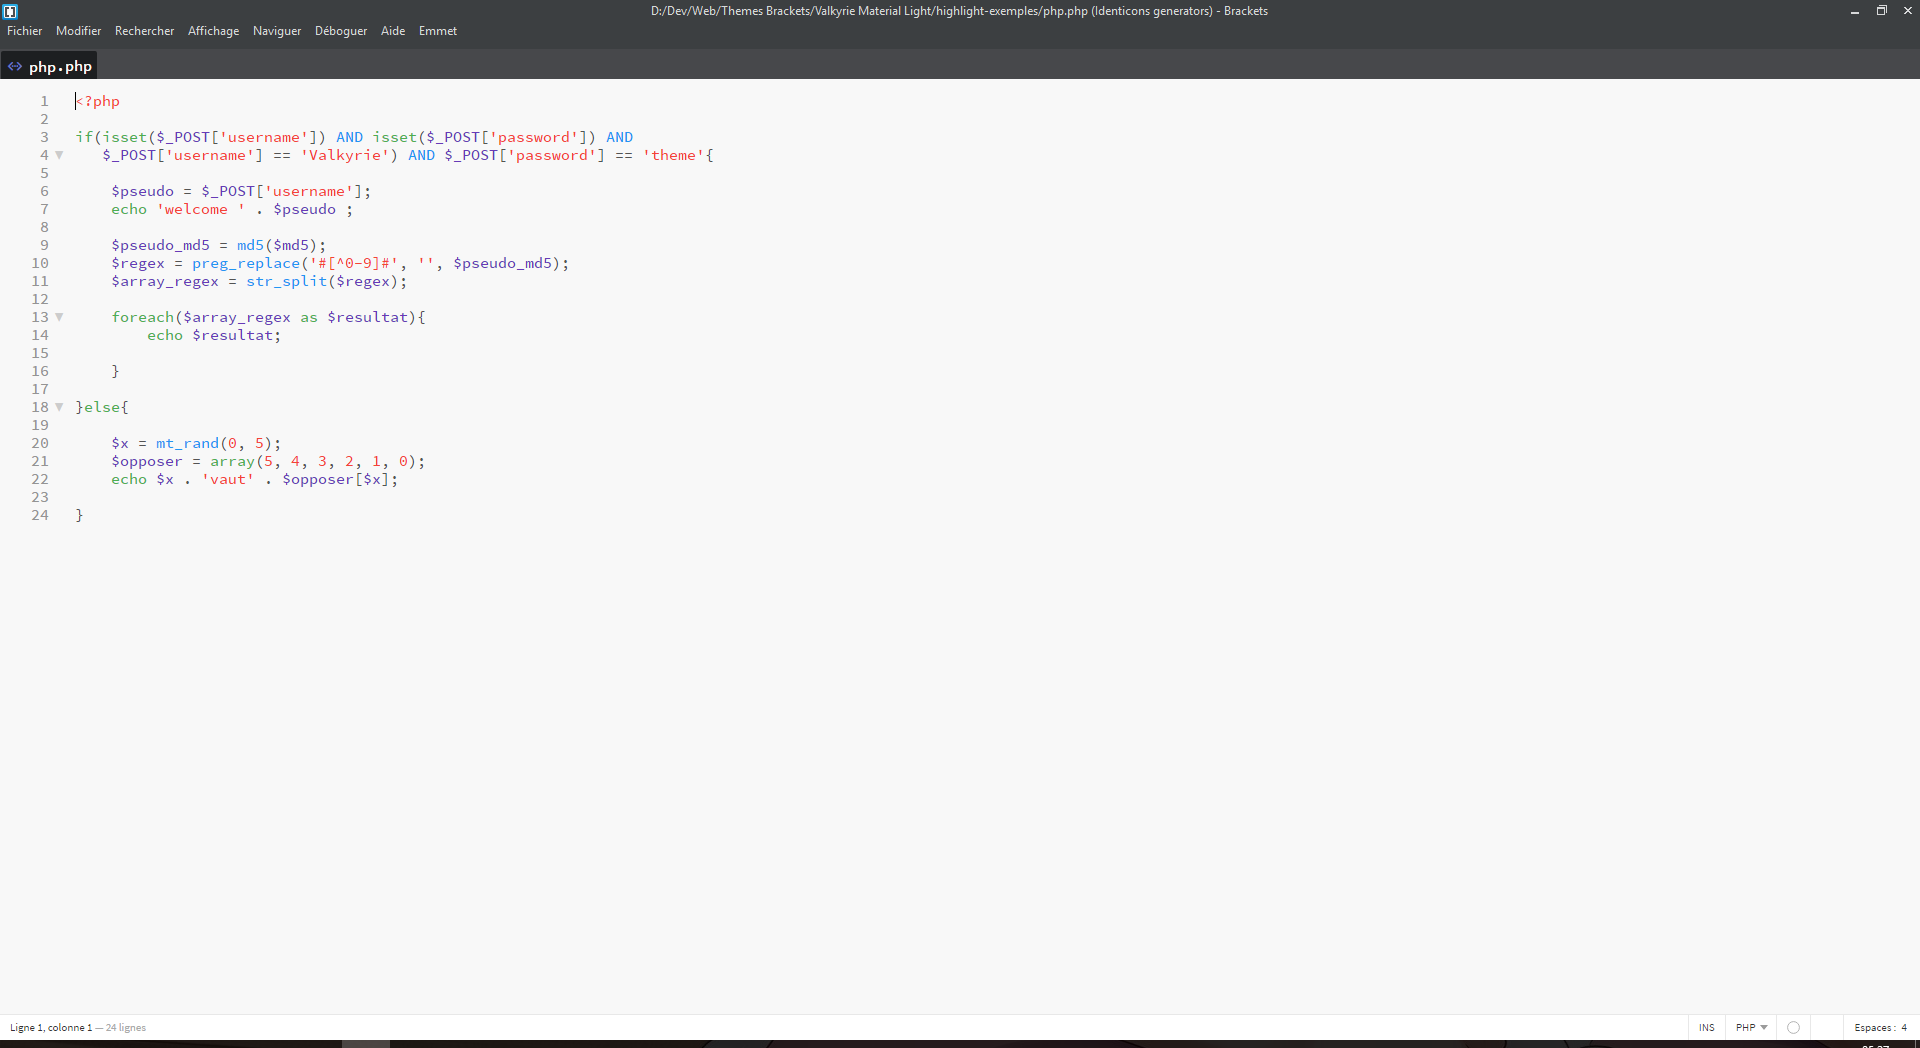 D:/Dev/Web/Themes Brackets/Valkyrie Material Light/highlight-exemples/php.php (Identicons generators) - Brackets
Fichier Modifier Rechercher Affichage Naviguer Déboguer Aide Emmet
php.php
1 <?php
2
3 if(isset($_POST['username']) AND isset($_POST['password']) AND
4    $_POST['username'] == 'Valkyrie') AND $_POST['password'] == 'theme'{
5
6     $pseudo = $_POST['username'];
7     echo 'welcome ' . $pseudo ;
8
9     $pseudo_md5 = md5($md5);
10     $regex = preg_replace('#[^0-9]#', '', $pseudo_md5);
11     $array_regex = str_split($regex);
12
13     foreach($array_regex as $resultat){
14         echo $resultat;
15
16     }
17
18 }else{
19
20     $x = mt_rand(0, 5);
21     $opposer = array(5, 4, 3, 2, 1, 0);
22     echo $x . 'vaut' . $opposer[$x];
23
24 }
Ligne 1, colonne 1 — 24 lignes INS PHP Espaces : 4